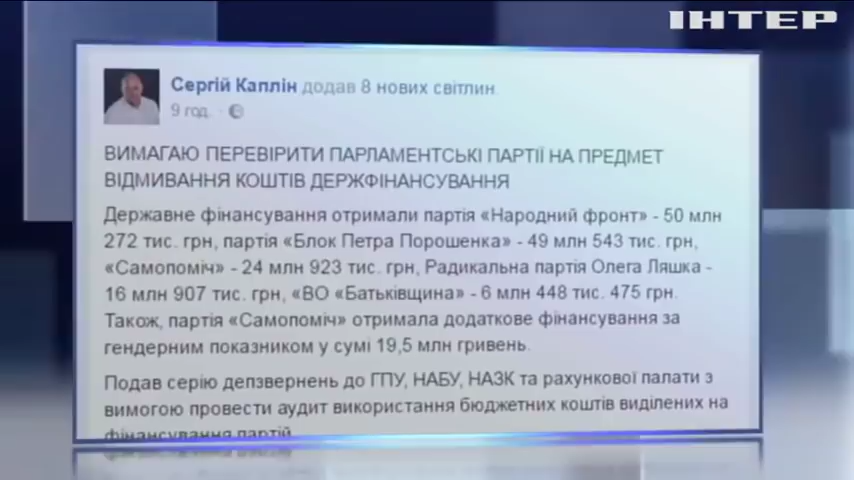 ІНТЕР
Сергій Каплін додав 8 нових світлин.
9 год. ·
ВИМАГАЮ ПЕРЕВІРИТИ ПАРЛАМЕНТСЬКІ ПАРТІЇ НА ПРЕДМЕТ
ВІДМИВАННЯ КОШТІВ ДЕРЖФІНАНСУВАННЯ
Державне фінансування отримали партія «Народний фронт» - 50 млн
272 тис. грн, партія «Блок Петра Порошенка» - 49 млн 543 тис. грн,
«Самопоміч» - 24 млн 923 тис. грн, Радикальна партія Олега Ляшка -
16 млн 907 тис. грн, «ВО «Батьківщина» - 6 млн 448 тис. 475 грн.
Також, партія «Самопоміч» отримала додаткове фінансування за
гендерним показником у сумі 19,5 млн гривень.
Подав серію депзвернень до ГПУ, НАБУ, НАЗК та рахункової палати з
вимогою провести аудит використання бюджетних коштів виділених на
фінансування партій